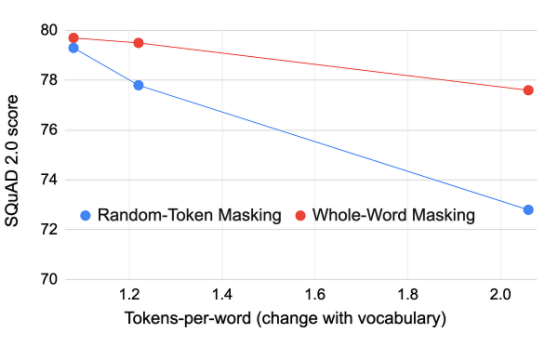 80
78
76
74
72
70
SQuAD 2.0 score
Random-Token Masking Whole-Word Masking
1.2 1.4 1.6 1.8 2.0
Tokens-per-word (change with vocabulary)